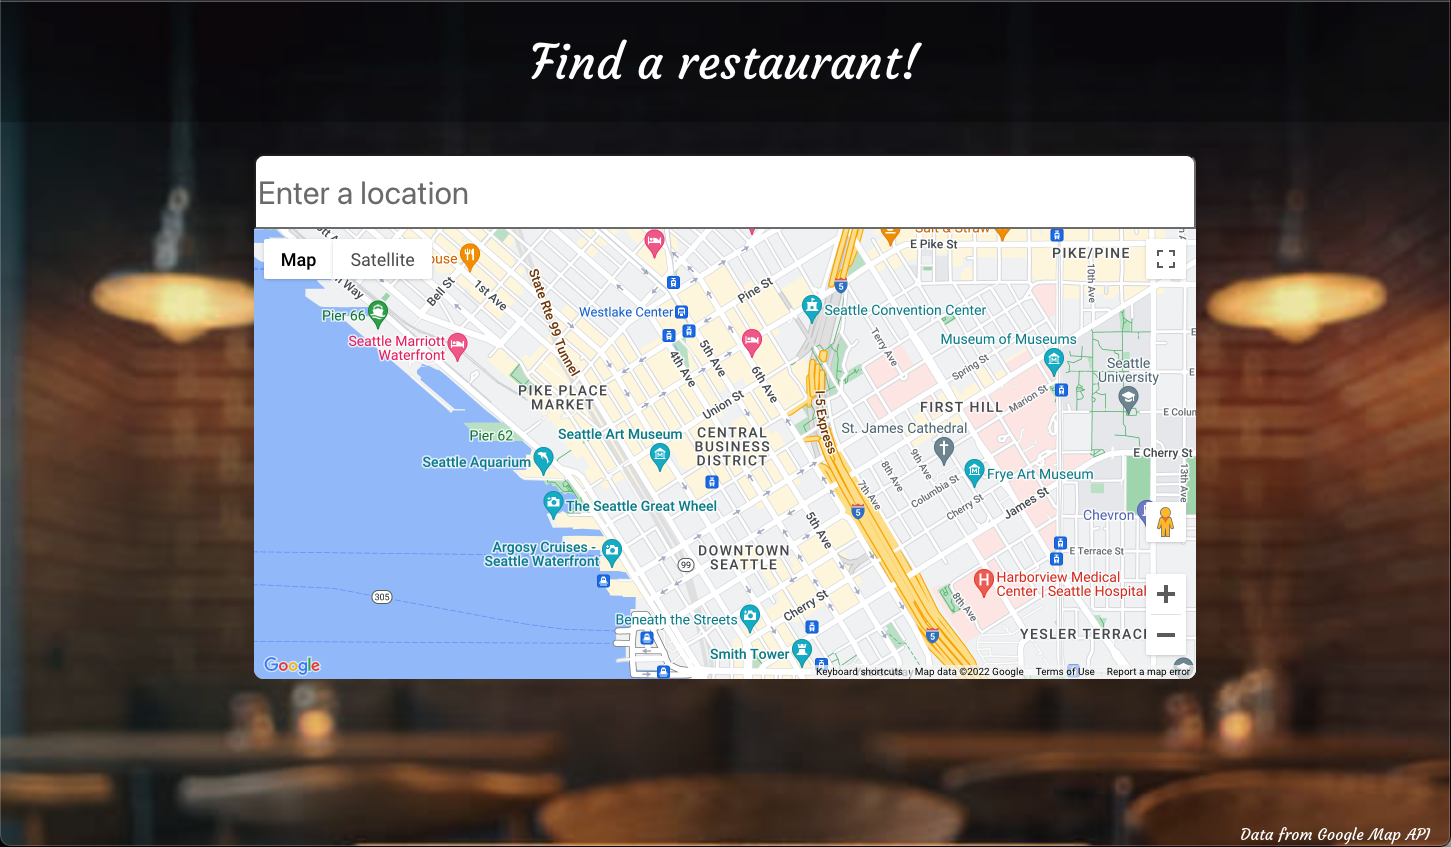 Find a restaurant!
Enter a location
Map
Satellite
ouse
Salt & Straw
E Pike St
PIKE/PINE
10th Ave
Way
Bell St
1st Ave
State Rte 99 Tunnel
Pine St
5
Pier 66
Westlake Center
Seattle Convention Center
Seattle Marriott
Waterfront
4th Ave
5th Ave
6th Ave
Terry Ave
Museum of Museums
Spring St
Seattle
University
PIKE PLACE
MARKET
Union St
I-5 Express
FIRST HILL
Marion St
E Colum
Pier 62
Seattle Art Museum
CENTRAL
BUSINESS
DISTRICT
St. James Cathedral
Seattle Aquarium
8th Ave
9th Ave
E Cherry St
13th Ave
Frye Art Museum
The Seattle Great Wheel
7th Ave
Columbia St
Cherry St
James St
Chevron
5
5th Ave
Argosy Cruises -
Seattle Waterfront
DOWNTOWN
SEATTLE
99
E Terrace St
305
H
Harborview Medical
Center | Seattle Hospital
8th Ave
Beneath the Streets
Cherry St
5
YESLER TERRACE
Smith Tower
Google
Keyboard shortcuts
Map data ©2022 Google
Terms of Use
Report a map error
Data from Google Map API